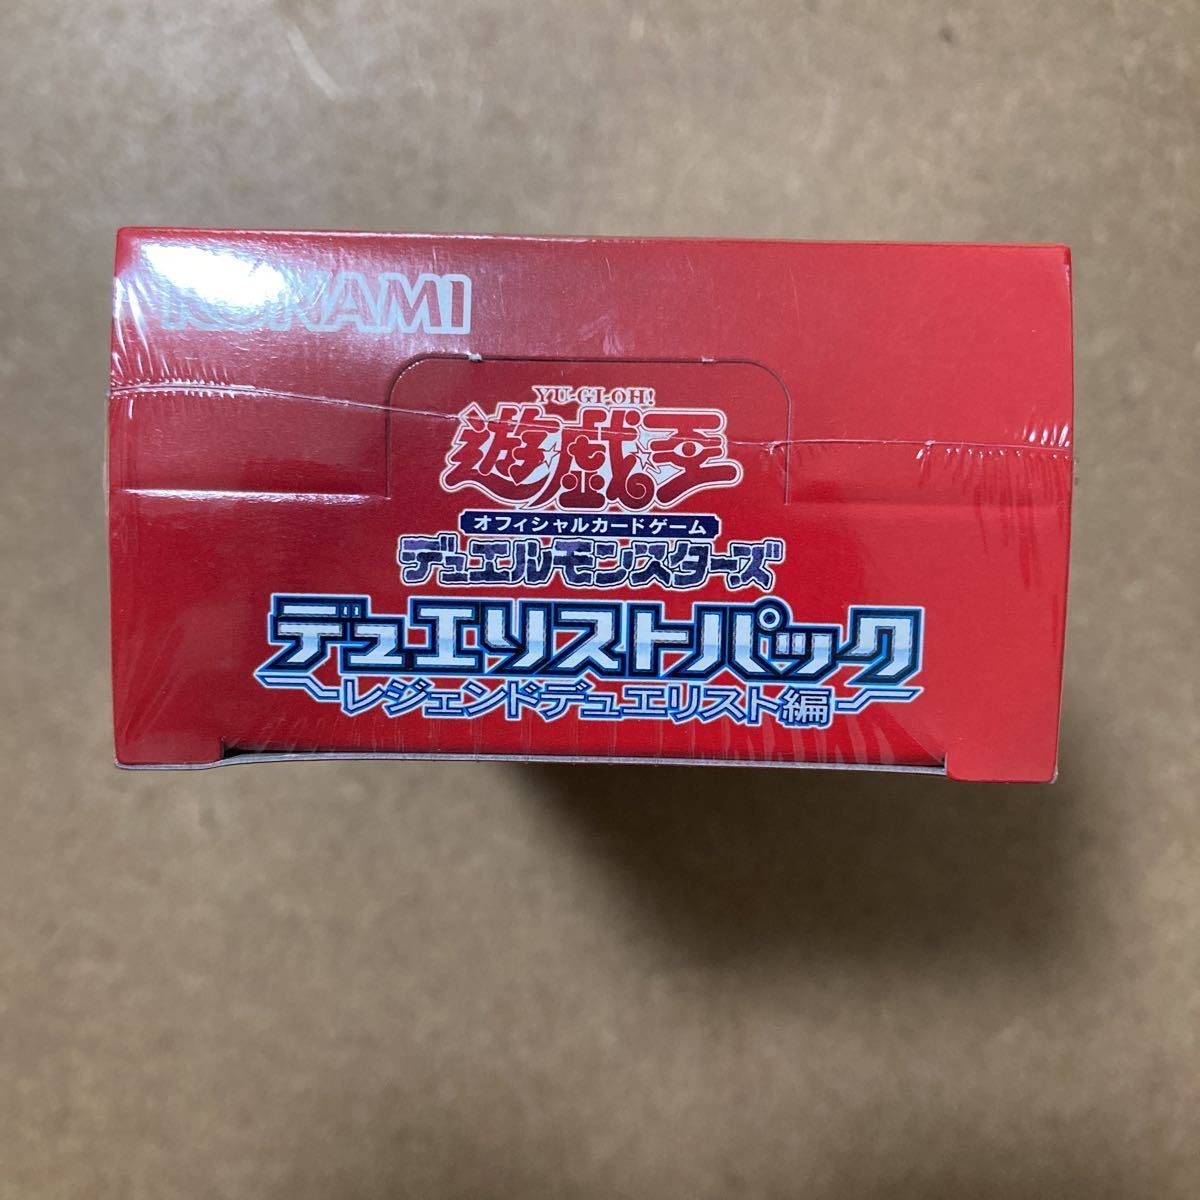 KONAMI
YU-GI-OH!
遊戯王
オフィシャルカードゲーム
デュエルモンスターズ
デュエリストパック
レジェンドデュエリスト編